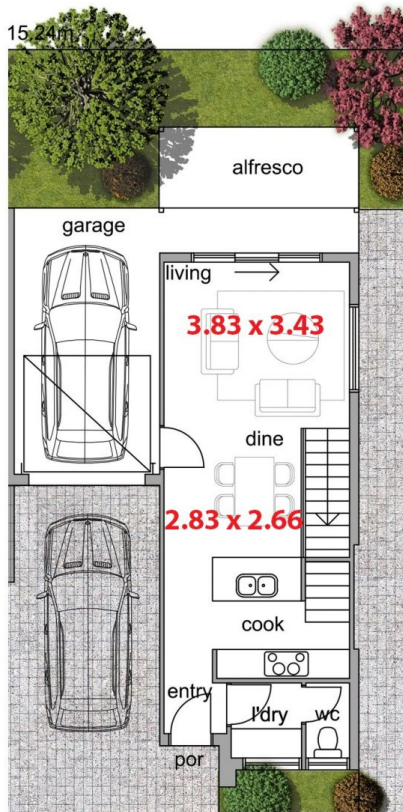 15.24m
alfresco
garage
living
3.83 x 3.43
dine
2.83 x 2.66
cook
entry
l'dry
wc
por